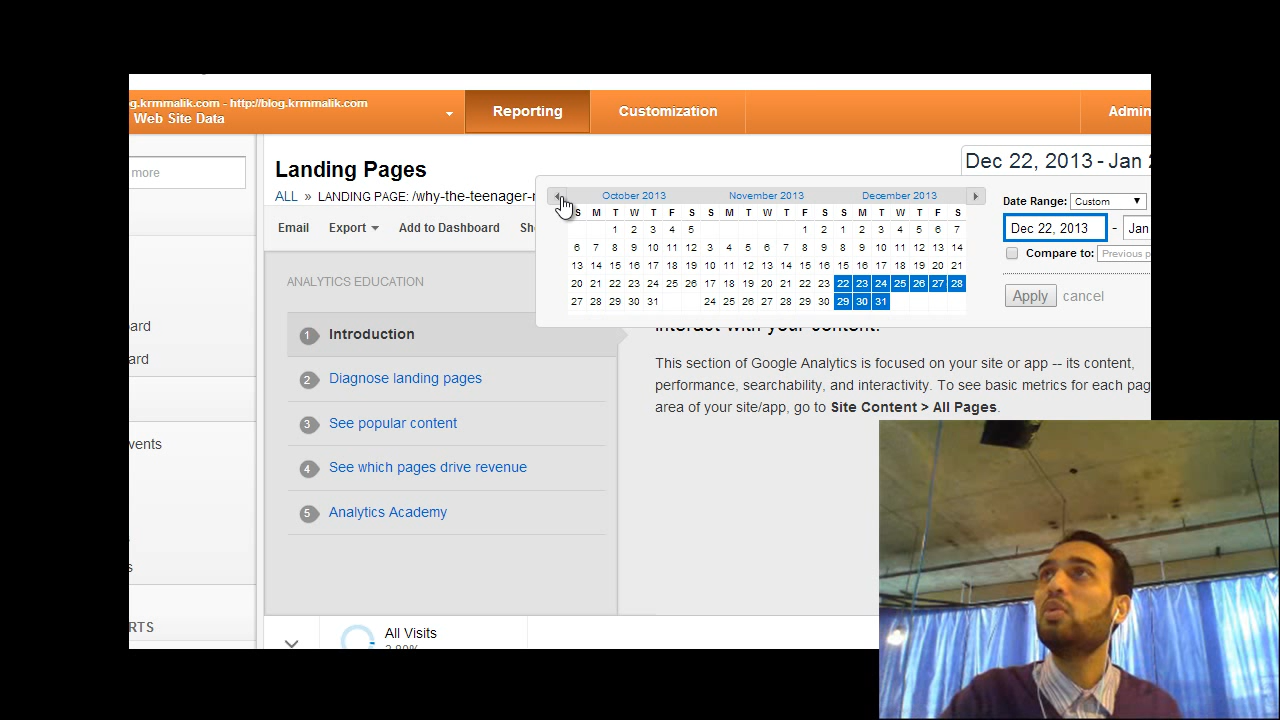 g.krmmalik.com - http://blog.krmmalik.com
Web Site Data
Reporting
Customization
Admin
more
Landing Pages
Dec 22, 2013 - Jan 2
ALL » LANDING PAGE: /why-the-teenager-r
Email Export Add to Dashboard Sh
October 2013 November 2013 December 2013
S M T W T F S S M T W T F S S M T W T F S
1 2 3 4 5 1 2 1 2 3 4 5 6 7
6 7 8 9 10 11 12 3 4 5 6 7 8 9 8 9 10 11 12 13 14
13 14 15 16 17 18 19 10 11 12 13 14 15 16 15 16 17 18 19 20 21
20 21 22 23 24 25 26 17 18 19 20 21 22 23 22 23 24 25 26 27 28
27 28 29 30 31 24 25 26 27 28 29 30 29 30 31
Date Range: Custom
Dec 22, 2013 - Jan
Compare to: Previous p
Apply cancel
ANALYTICS EDUCATION
1 Introduction
2 Diagnose landing pages
3 See popular content
4 See which pages drive revenue
5 Analytics Academy
interact with your content.
This section of Google Analytics is focused on your site or app -- its content,
performance, searchability, and interactivity. To see basic metrics for each pag
area of your site/app, go to Site Content > All Pages.
ard
ard
vents
s
RTS
All Visits